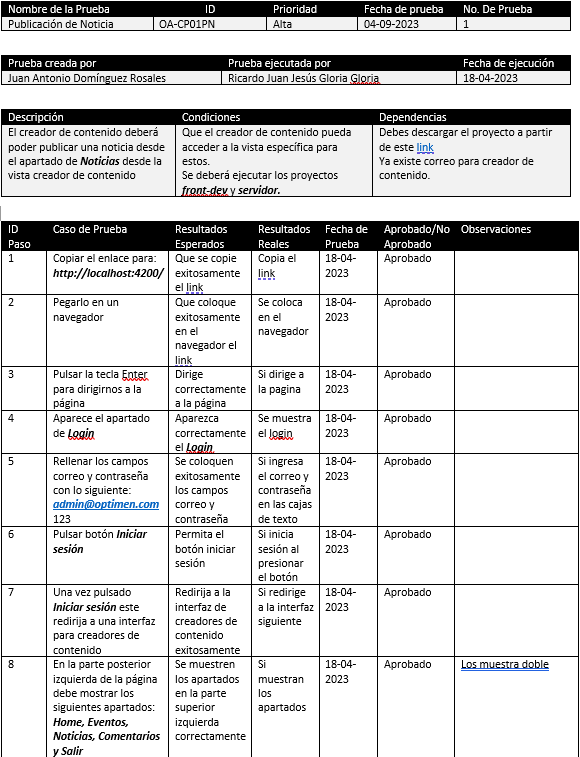 Nombre de la Prueba ID Prioridad Fecha de prueba No. De Prueba
Publicación de Noticia OA-CP01PN Alta 04-09-2023 1
Prueba creada por Prueba ejecutada por Fecha de ejecución
Juan Antonio Domínguez Rosales Ricardo Juan Jesús Gloria Gloria 18-04-2023
Descripción Condiciones Dependencias
El creador de contenido deberá
poder publicar una noticia desde
el apartado de Noticias desde la
vista creador de contenido
Que el creador de contenido pueda
acceder a la vista específica para
estos.
Se deberá ejecutar los proyectos
front-dev y servidor.
Debes descargar el proyecto a partir
de este link
Ya existe correo para creador de
contenido.
ID
Paso
Caso de Prueba
Resultados
Esperados
Resultados
Reales
Fecha de
Prueba
Aprobado/No
Aprobado
Observaciones
1
Copiar el enlace para:
http://localhost:4200/
Que se copie
exitosamente
el link
Copia el
link
18-04-
2023
Aprobado
2
Pegarlo en un
navegador
Que coloque
exitosamente
en el
navegador el
link
Se coloca
en el
navegador
18-04-
2023
Aprobado
3
Pulsar la tecla Enter
para dirigirnos a la
página
Dirige
correctamente
a la página
Si dirige a
la pagina
18-04-
2023
Aprobado
4
Aparece el apartado
de Login
Aparezca
correctamente
el Login
Se muestra
el login
18-04-
2023
Aprobado
5
Rellenar los campos
correo y contraseña
con lo siguiente:
admin@optimen.com
123
Se coloquen
exitosamente
los campos
correo y
contraseña
Si ingresa
el correo y
contraseña
en las cajas
de texto
18-04-
2023
Aprobado
6
Pulsar botón Iniciar
sesión
Permita el
botón iniciar
sesión
Si inicia
sesión al
presionar
el botón
18-04-
2023
Aprobado
7
Una vez pulsado
Iniciar sesión este
redirija a una interfaz
para creadores de
contenido
Redirija a la
interfaz de
creadores de
contenido
exitosamente
Si redirige
a la interfaz
siguiente
18-04-
2023
Aprobado
8
En la parte posterior
izquierda de la página
debe mostrar los
siguientes apartados:
Home, Eventos,
Noticias, Comentarios
y Salir
Se muestren
los apartados
en la parte
superior
izquierda
correctamente
Si
muestran
los
apartados
18-04-
2023
Aprobado
Los muestra doble